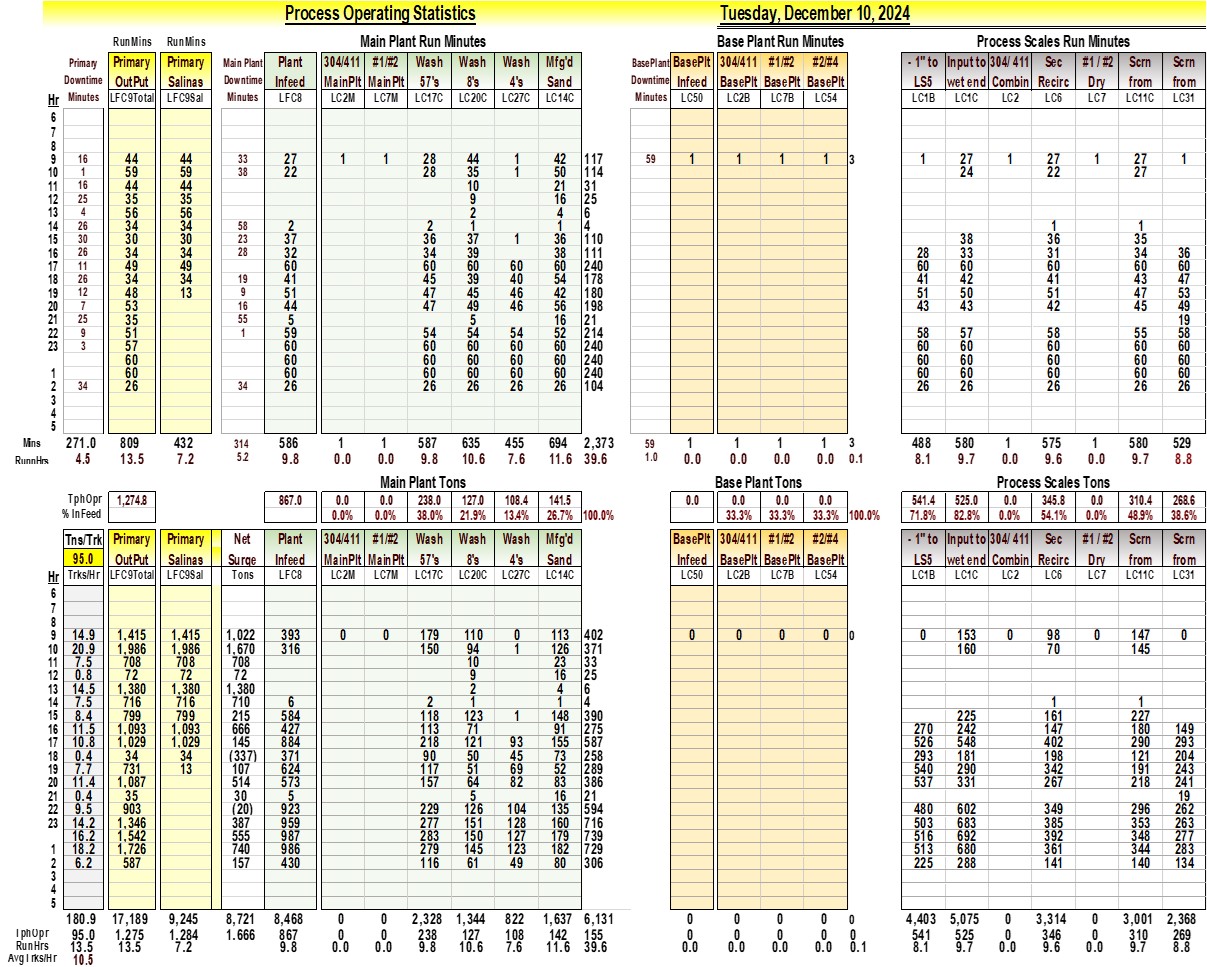 Process Operating Statistics Tuesday, December 10, 2024
RunMins RunMins Main Plant Run Minutes Base Plant Run Minutes Process Scales Run Minutes
Primary Primary Primary Main Plant Plant 304/411 #1/#2 Wash Wash Wash Mfg'd BasePlant BasePlt 304/411 #1/#2 #2/#4 - 1" to Input to 304/ 411 Sec #1 / #2 Scrn Scrn
Downtime OutPut Salinas Downtime Infeed MainPlt MainPlt 57's 8's 4's Sand Downtime Infeed BasePlt BasePlt BasePlt LS5 wet end Combin Recirc Dry from from
Hr Minutes LFC9Total LFC9Sal Minutes LFC8 LC2M LC7M LC17C LC20C LC27C LC14C Minutes LC50 LC2B LC7B LC54 LC1B LC1C LC2 LC6 LC7 LC11C LC31
6
7
8
9 16 44 44 33 27 1 1 28 44 1 42 117 59 1 1 1 1 3 1 27 1 27 1 27 1
10 1 59 59 38 22 28 35 1 50 114 24 22 27
11 16 44 44 10 21 31
12 25 35 35 9 16 25
13 4 56 56 2 4 6
14 26 34 34 58 2 2 1 1 4 1 1
15 30 30 30 23 37 36 37 1 36 110 38 36 35
16 26 34 34 28 32 34 39 38 111 28 33 31 34 36
17 11 49 49 60 60 60 60 60 240 60 60 60 60 60
18 26 34 34 19 41 45 39 40 54 178 41 42 41 43 47
19 12 48 13 9 51 47 45 46 42 180 51 50 51 47 53
20 7 53 16 44 47 49 46 56 198 43 43 42 45 49
21 25 35 55 5 5 16 21 19
22 9 51 1 59 54 54 54 52 214 58 57 58 55 58
23 3 57 60 60 60 60 60 240 60 60 60 60 60
60 60 60 60 60 60 240 60 60 60 60 60
1 60 60 60 60 60 60 240 60 60 60 60 60
2 34 26 34 26 26 26 26 26 104 26 26 26 26 26
3
4
5
Mins 271.0 809 432 314 586 1 1 587 635 455 694 2,373 59 1 1 1 1 3 488 580 1 575 1 580 529
RunnHrs 4.5 13.5 7.2 5.2 9.8 0.0 0.0 9.8 10.6 7.6 11.6 39.6 1.0 0.0 0.0 0.0 0.0 0.1 8.1 9.7 0.0 9.6 0.0 9.7 8.8
Main Plant Tons Base Plant Tons Process Scales Tons
TphOpr 1,274.8 867.0 0.0 0.0 238.0 127.0 108.4 141.5 0.0 0.0 0.0 0.0 541.4 525.0 0.0 345.8 0.0 310.4 268.6
% InFeed 0.0% 0.0% 38.0% 21.9% 13.4% 26.7% 100.0% 33.3% 33.3% 33.3% 100.0% 71.8% 82.8% 0.0% 54.1% 0.0% 48.9% 38.6%
Tns/Trk Primary Primary Net Plant 304/411 #1/#2 Wash Wash Wash Mfg'd BasePlt 304/411 #1/#2 #2/#4 - 1" to Input to 304/ 411 Sec #1 / #2 Scrn Scrn
95.0 OutPut Salinas Surge Infeed MainPlt MainPlt 57's 8's 4's Sand Infeed BasePlt BasePlt BasePlt LS5 wet end Combin Recirc Dry from from
Hr Trks/Hr LFC9Total LFC9Sal Tons LFC8 LC2M LC7M LC17C LC20C LC27C LC14C LC50 LC2B LC7B LC54 LC1B LC1C LC2 LC6 LC7 LC11C LC31
6
7
8
9 14.9 1,415 1,415 1,022 393 0 0 179 110 0 113 402 0 0 0 0 0 0 153 0 98 0 147 0
10 20.9 1,986 1,986 1,670 316 150 94 1 126 371 160 70 145
11 7.5 708 708 708 10 23 33
12 0.8 72 72 72 9 16 25
13 14.5 1,380 1,380 1,380 2 4 6
14 7.5 716 716 710 6 2 1 1 4 1 1
15 8.4 799 799 215 584 118 123 1 148 390 225 161 227
16 11.5 1,093 1,093 666 427 113 71 91 275 270 242 147 180 149
17 10.8 1,029 1,029 145 884 218 121 93 155 587 526 548 402 290 293
18 0.4 34 34 (337) 371 90 50 45 73 258 293 181 198 121 204
19 7.7 731 13 107 624 117 51 69 52 289 540 290 342 191 243
20 11.4 1,087 514 573 157 64 82 83 386 537 331 267 218 241
21 0.4 35 30 5 5 16 21 19
22 9.5 903 (20) 923 229 126 104 135 594 480 602 349 296 262
23 14.2 1,346 387 959 277 151 128 160 716 503 683 385 353 263
16.2 1,542 555 987 283 150 127 179 739 516 692 392 348 277
1 18.2 1,726 740 986 279 145 123 182 729 513 680 361 344 283
2 6.2 587 157 430 116 61 49 80 306 225 288 141 140 134
3
4
5
180.9 17,189 9,245 8,721 8,468 0 0 2,328 1,344 822 1,637 6,131 0 0 0 0 0 4,403 5,075 0 3,314 0 3,001 2,368
TphOpr 95.0 1,275 1,284 1.666 867 0 0 238 127 108 142 155 0 0 0 0 0 541 525 0 346 0 310 269
RunHrs 13.5 13.5 7.2 9.8 0.0 0.0 9.8 10.6 7.6 11.6 39.6 0.0 0.0 0.0 0.0 0.1 8.1 9.7 0.0 9.6 0.0 9.7 8.8
AvgTrks/Hr 10.5